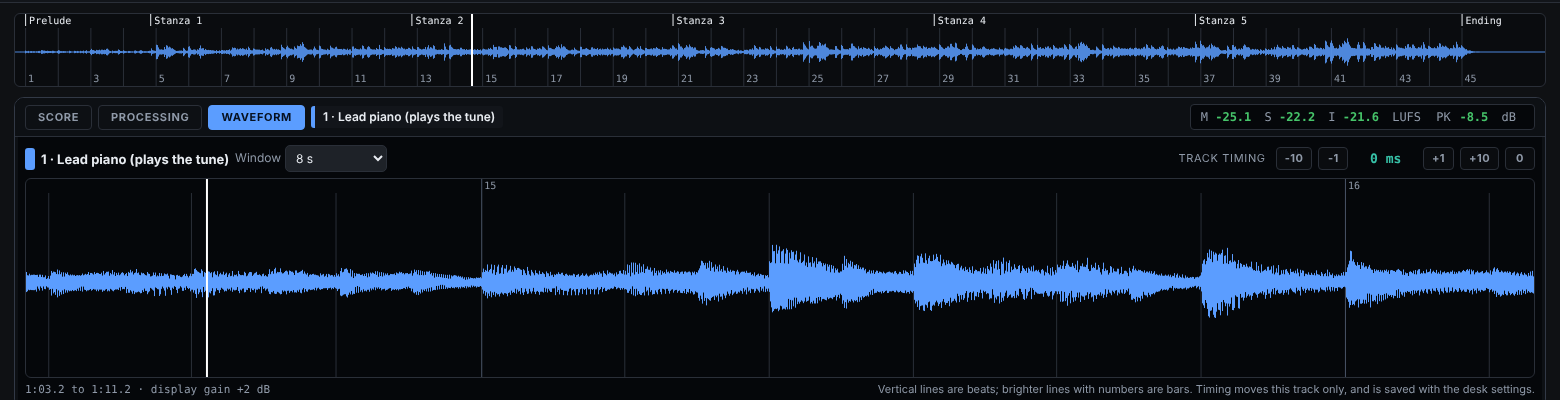 Prelude Stanza 1 Stanza 2 Stanza 3 Stanza 4 Stanza 5 Ending
1 3 5 7 9 11 13 15 17 19 21 23 25 27 29 31 33 35 37 39 41 43 45
SCORE PROCESSING WAVEFORM 1 · Lead piano (plays the tune) M -25.1 S -22.2 I -21.6 LUFS PK -8.5 dB
1 · Lead piano (plays the tune) Window 8 s TRACK TIMING -10 -1 0 ms +1 +10 0
15 16
1:03.2 to 1:11.2 · display gain +2 dB Vertical lines are beats; brighter lines with numbers are bars. Timing moves this track only, and is saved with the desk settings.